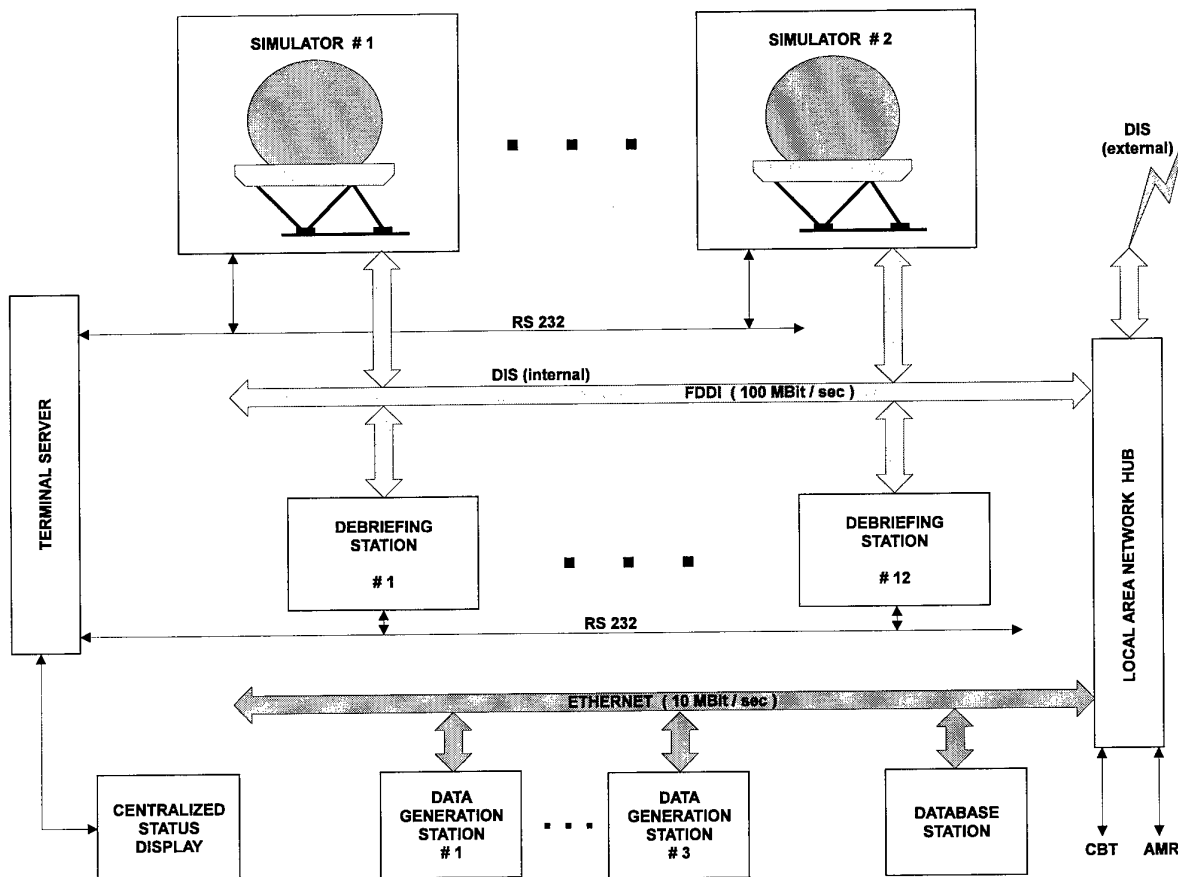 SIMULATOR # 1
SIMULATOR # 2
DIS
(external)
RS 232
DIS (internal)
FDDI ( 100 MBit / sec )
TERMINAL SERVER
LOCAL AREA NETWORK HUB
DEBRIEFING
STATION
# 1
DEBRIEFING
STATION
# 12
RS 232
ETHERNET ( 10 MBit / sec )
CENTRALIZED
STATUS
DISPLAY
DATA
GENERATION
STATION
# 1
DATA
GENERATION
STATION
# 3
DATABASE
STATION
CBT
AMR